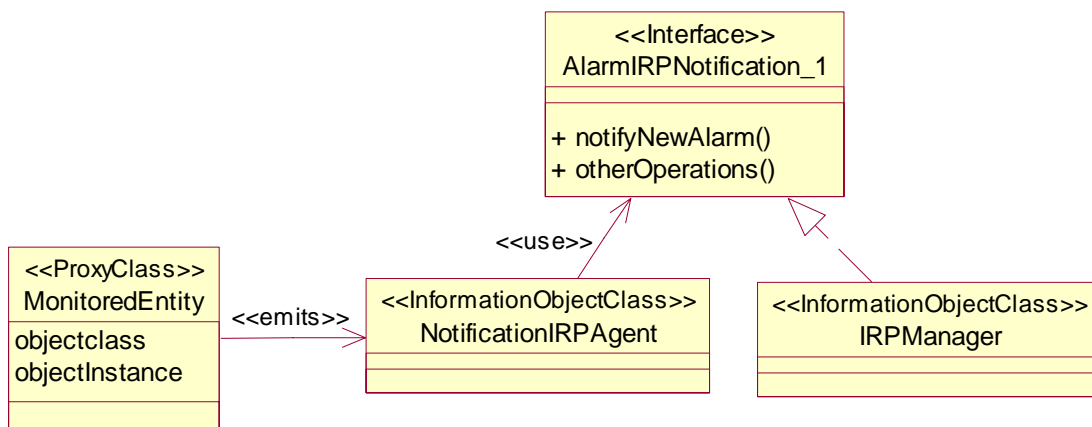 <<Interface>>
AlarmIRPNotification_1
+ notifyNewAlarm()
+ otherOperations()
<<use>>
<<ProxyClass>>
MonitoredEntity
objectclass
objectInstance
<<emits>>
<<InformationObjectClass>>
NotificationIRPAgent
<<InformationObjectClass>>
IRPManager